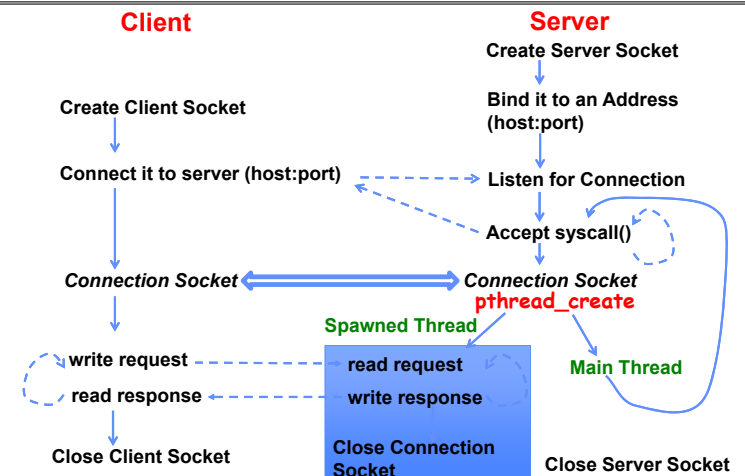 Client
Server
Create Server Socket
Create Client Socket
Bind it to an Address
(host:port)
Connect it to server (host:port)
Listen for Connection
Accept syscall()
Connection Socket
Connection Socket
pthread_create
Spawned Thread
Main Thread
write request
read request
read response
write response
Close Client Socket
Close Connection
Socket
Close Server Socket